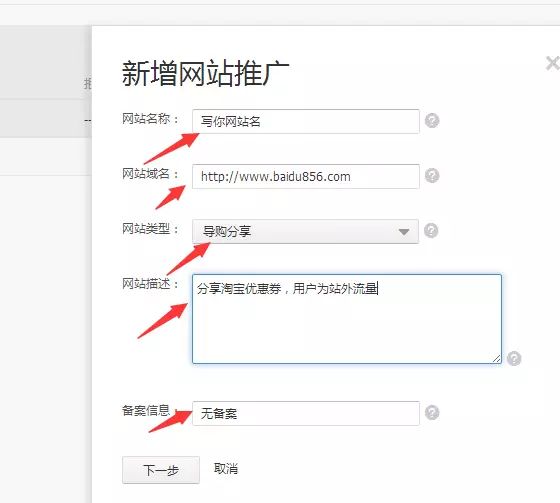 新增网站推广
网站名称： 写你网站名
网站域名： http://www.baidu856.com
网站类型： 导购分享
网站描述： 分享淘宝优惠券，用户为站外流量
备案信息： 无备案
下一步 取消